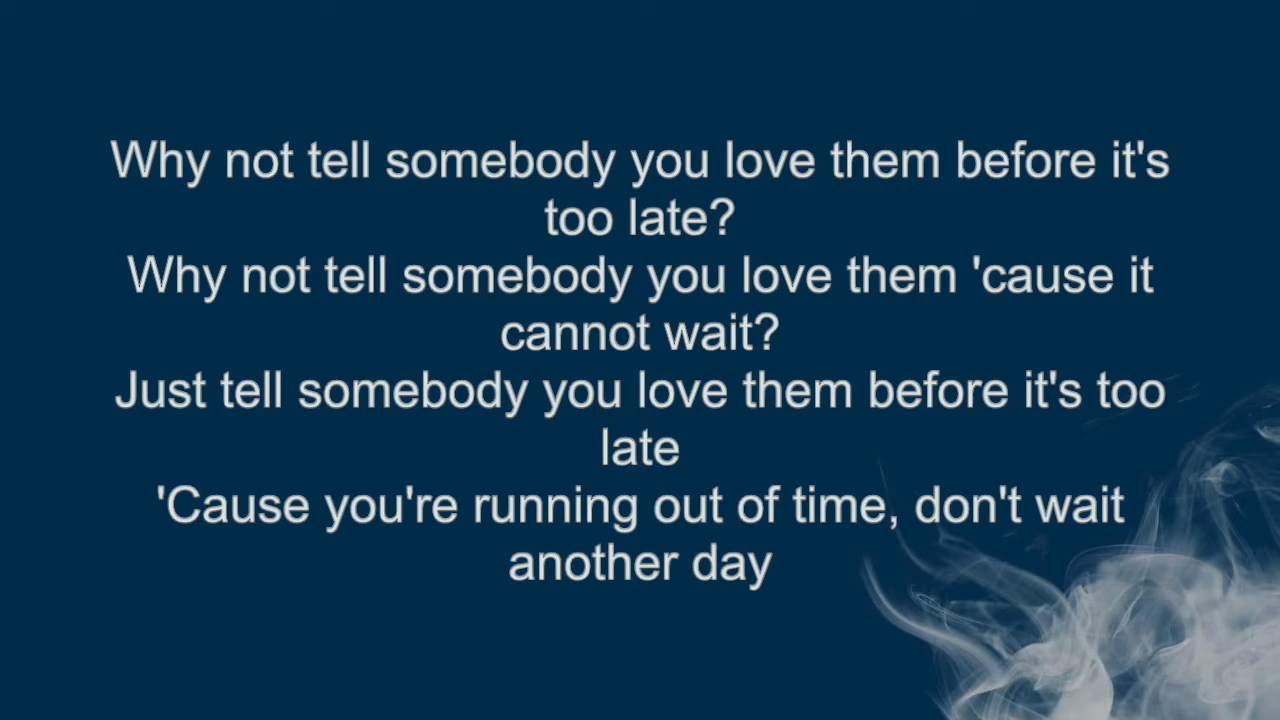 Why not tell somebody you love them before it's
too late?
Why not tell somebody you love them 'cause it
cannot wait?
Just tell somebody you love them before it's too
late
'Cause you're running out of time, don't wait
another day